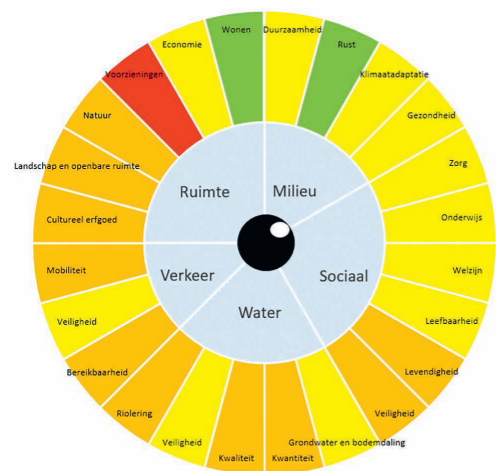 Wonen
Duurzaamheid
Rust
Klimaatadaptatie
Gezondheid
Zorg
Onderwijs
Welzijn
Leefbaarheid
Levendigheid
Veiligheid
Grondwater en bodemdaling
Kwantiteit
Kwaliteit
Veiligheid
Riolering
Bereikbaarheid
Veiligheid
Mobiliteit
Cultureel erfgoed
Landschap en openbare ruimte
Natuur
Voorzieningen
Economie
Ruimte
Milieu
Sociaal
Water
Verkeer